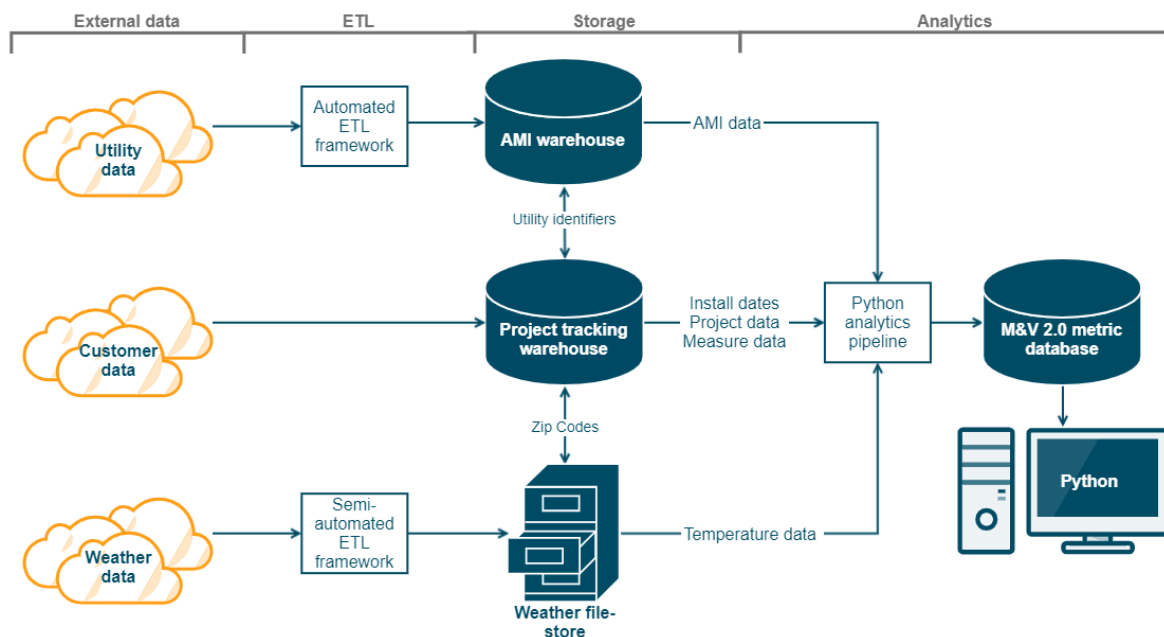 External data
ETL
Storage
Analytics
Utility
data
Automated
ETL
framework
AMI warehouse
AMI data
Utility identifiers
Customer
data
Project tracking
warehouse
Install dates
Project data
Measure data
Python
analytics
pipeline
M&V 2.0 metric
database
Zip Codes
Python
Weather
data
Semi-
automated
ETL
framework
Temperature data
Weather file-
store